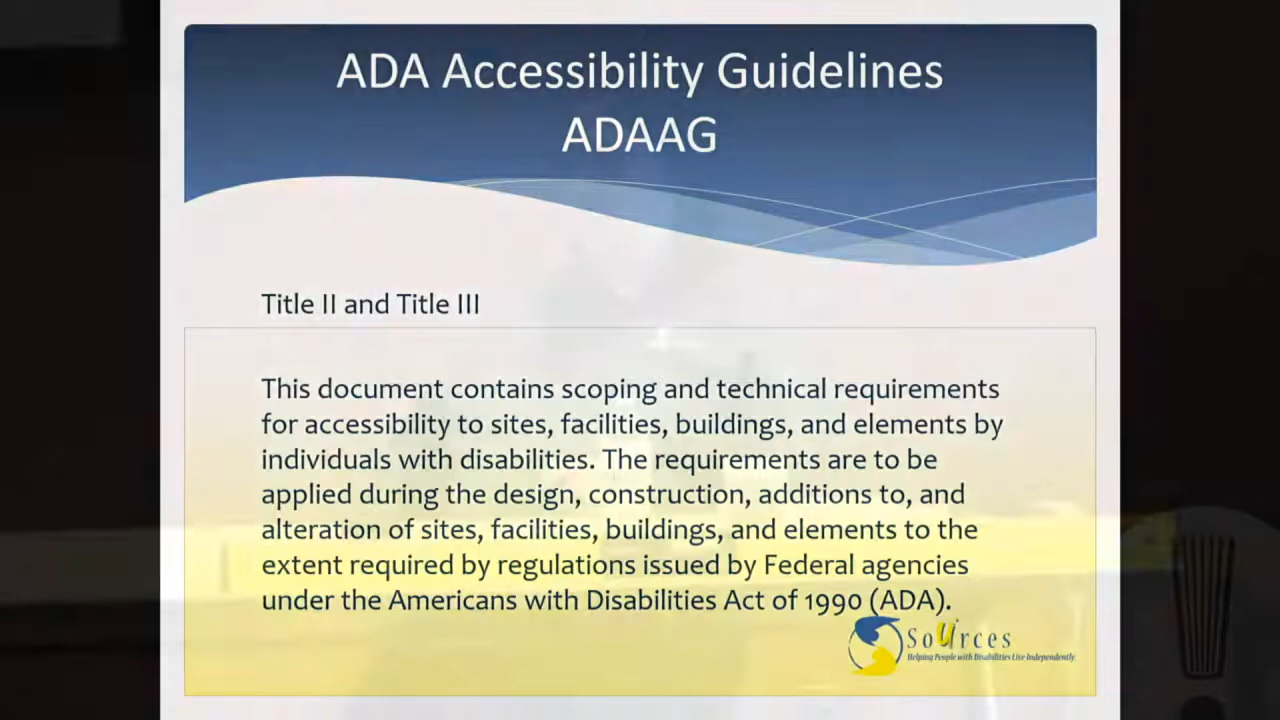 ADA Accessibility Guidelines
ADAAG
Title II and Title III
This document contains scoping and technical requirements
for accessibility to sites, facilities, buildings, and elements by
individuals with disabilities. The requirements are to be
applied during the design, construction, additions to, and
alteration of sites, facilities, buildings, and elements to the
extent required by regulations issued by Federal agencies
under the Americans with Disabilities Act of 1990 (ADA).
SoUrces
Helping People with Disabilities Live Independently